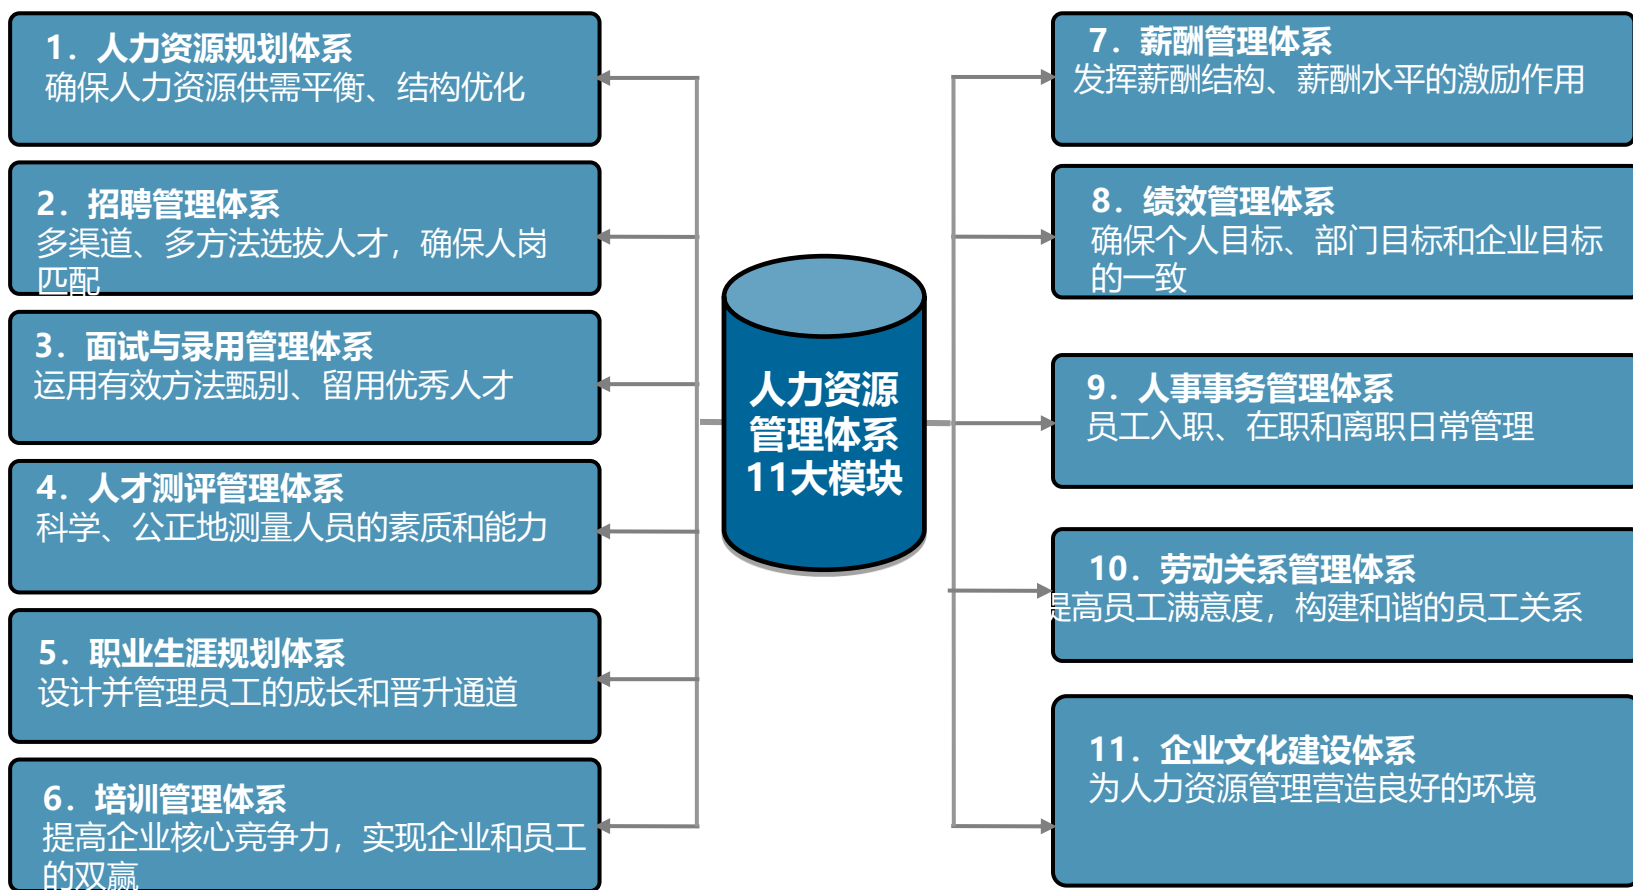 1. 人力资源规划体系
确保人力资源供需平衡、结构优化
2. 招聘管理体系
多渠道、多方法选拔人才，确保人岗
匹配
3. 面试与录用管理体系
运用有效方法甄别、留用优秀人才
4. 人才测评管理体系
科学、公正地测量人员的素质和能力
5. 职业生涯规划体系
设计并管理员工的成长和晋升通道
6. 培训管理体系
提高企业核心竞争力，实现企业和员工
的双赢
人力资源
管理体系
11大模块
7. 薪酬管理体系
发挥薪酬结构、薪酬水平的激励作用
8. 绩效管理体系
确保个人目标、部门目标和企业目标
的一致
9. 人事事务管理体系
员工入职、在职和离职日常管理
10. 劳动关系管理体系
提高员工满意度，构建和谐的员工关系
11. 企业文化建设体系
为人力资源管理营造良好的环境